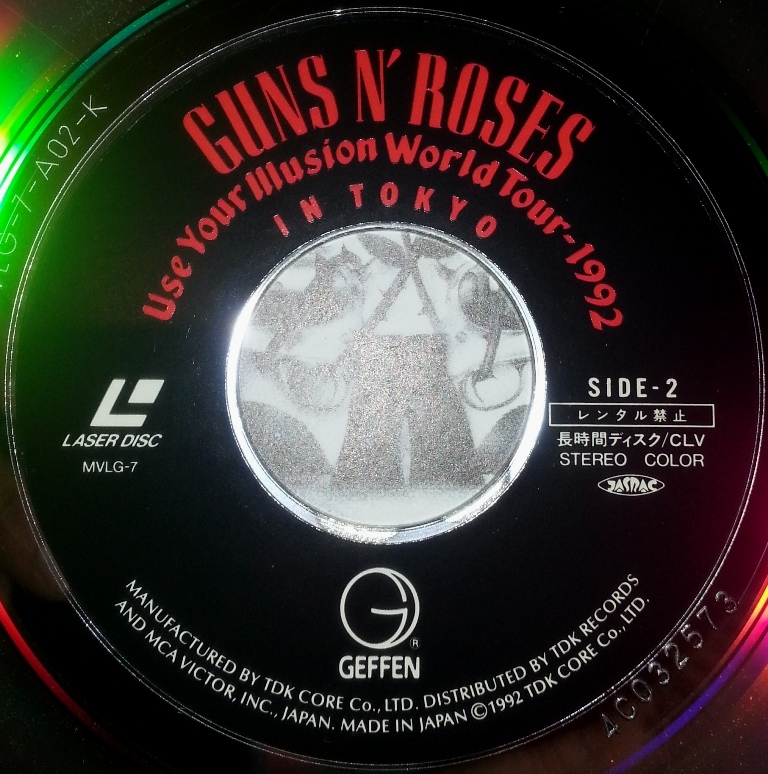 GUNS N' ROSES
Use Your Illusion World Tour-1992
IN TOKYO
LG-7-A02-K
LASER DISC
MVLG-7
SIDE-2
レンタル禁止
長時間ディスク/CLV
STEREO COLOR
JASRAC
G
®
GEFFEN
MANUFACTURED BY TDK CORE Co., LTD. DISTRIBUTED BY TDK RECORDS
AND MCA VICTOR, INC., JAPAN. MADE IN JAPAN ©1992 TDK CORE Co., LTD.
4C032573